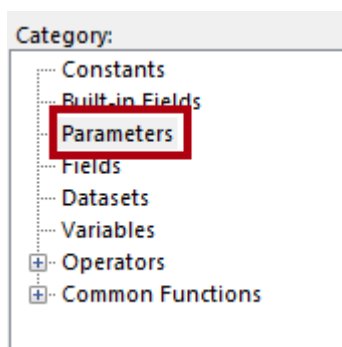 Category:
Constants
Built-in Fields
Parameters
Fields
Datasets
Variables
Operators
Common Functions